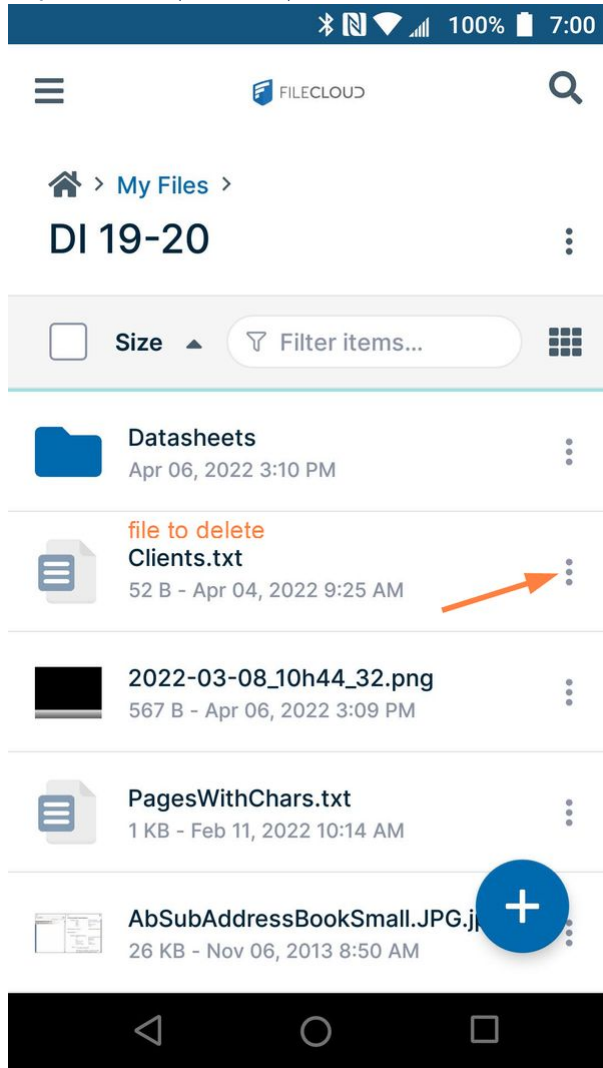 100% 7:00
FILECLOUD
> My Files >
DI 19-20
Size Filter items...
Datasheets
Apr 06, 2022 3:10 PM
file to delete
Clients.txt
52 B - Apr 04, 2022 9:25 AM
2022-03-08_10h44_32.png
567 B - Apr 06, 2022 3:09 PM
PagesWithChars.txt
1 KB - Feb 11, 2022 10:14 AM
AbSubAddressBookSmall.JPG.j
26 KB - Nov 06, 2013 8:50 AM